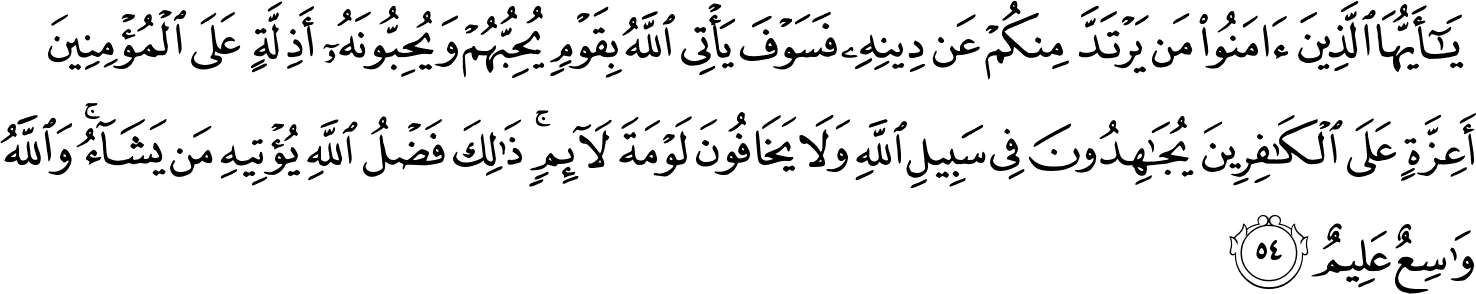 يَـٰٓأَيُّهَا ٱلَّذِينَ ءَامَنُوا۟ مَن يَرْتَدَّ مِنكُمْ عَن دِينِهِۦ فَسَوْفَ يَأْتِى ٱللَّهُ بِقَوْمٍ يُحِبُّهُمْ وَيُحِبُّونَهُۥٓ أَذِلَّةٍ عَلَى ٱلْمُؤْمِنِينَ
أَعِزَّةٍ عَلَى ٱلْكَـٰفِرِينَ يُجَـٰهِدُونَ فِى سَبِيلِ ٱللَّهِ وَلَا يَخَافُونَ لَوْمَةَ لَآئِمٍ ۚ ذَٰلِكَ فَضْلُ ٱللَّهِ يُؤْتِيهِ مَن يَشَآءُ ۚ وَٱللَّهُ
وَٰسِعٌ عَلِيمٌ ٥٤